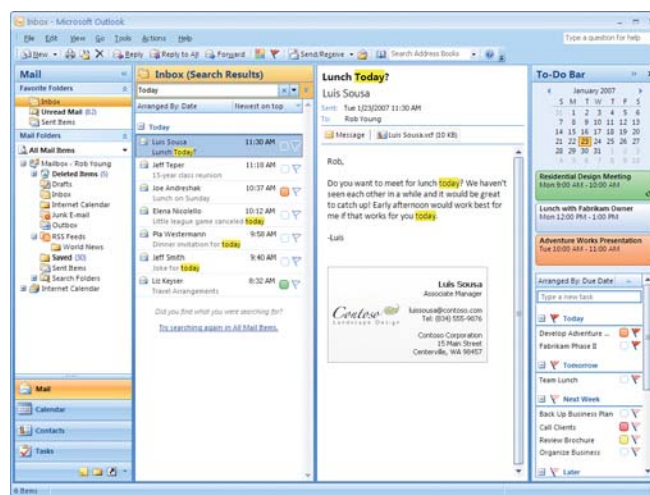 Inbox - Microsoft Outlook
File Edit View Go Tools Actions Help
Type a question for help
New Reply Reply to All Forward Send/Receive Search Address Books
Mail
Favorite Folders
Inbox
Unread Mail (82)
Sent Items
Mail Folders
All Mail Items
Mailbox - Rob Young
Deleted Items (5)
Drafts
Inbox
Internet Calendar
Junk E-mail
Outbox
RSS Feeds
World News
Saved (30)
Sent Items
Search Folders
Internet Calendar
Mail
Calendar
Contacts
Tasks
6 Items
Inbox (Search Results)
Today
Arranged By: Date Newest on top
Today
Luis Sousa 11:30 AM
Lunch Today?
Jeff Teper 11:18 AM
15-year class reunion
Joe Andreshak 10:37 AM
Lunch on Sunday
Elena Nicolello 10:12 AM
Little league game canceled today
Pia Westermann 9:58 AM
Dinner invitation for today
Jeff Smith 9:40 AM
Joke for today
Liz Keyser 8:32 AM
Travel Arrangements
Did you find what you were searching for?
Try searching again in All Mail Items.
Lunch Today?
Luis Sousa
Sent: Tue 1/23/2007 11:30 AM
To: Rob Young
Message Luis Sousa.vcf (10 KB)
Rob,
Do you want to meet for lunch today? We haven't
seen each other in a while and it would be great
to catch up! Early afternoon would work best for
me if that works for you today.
-Luis
Luis Sousa
Associate Manager
Contoso
Landscape Design
luissousa@contoso.com
Tel: (834) 555-9876
Contoso Corporation
15 Main Street
Centerville, WA 98457
To-Do Bar
January 2007
S M T W T F S
31 1 2 3 4 5 6
7 8 9 10 11 12 13
14 15 16 17 18 19 20
21 22 23 24 25 26 27
28 29 30 31 1 2 3
4 5 6 7 8 9 10
Residential Design Meeting
Mon 9:00 AM - 10:00 AM
Lunch with Fabrikam Owner
Mon 12:00 PM - 1:00 PM
Adventure Works Presentation
Tue 10:00 AM - 11:00 AM
Arranged By: Due Date
Type a new task
Today
Develop Adventure ...
Fabrikam Phase II
Tomorrow
Team Lunch
Next Week
Back Up Business Plan
Call Clients
Review Brochure
Organize Business
Later